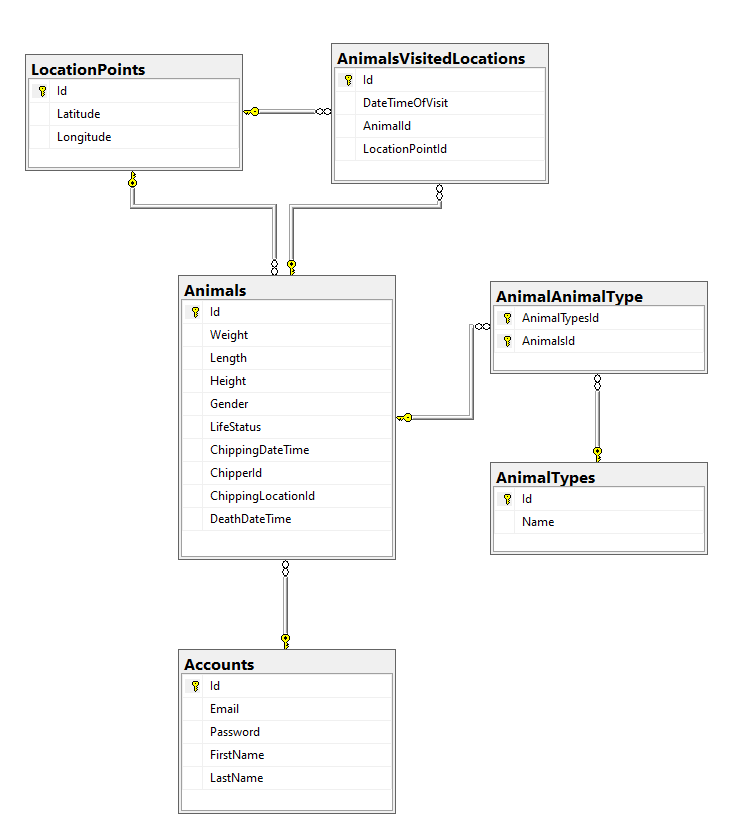 LocationPoints
Id
Latitude
Longitude
AnimalsVisitedLocations
Id
DateTimeOfVisit
AnimalId
LocationPointId
Animals
Id
Weight
Length
Height
Gender
LifeStatus
ChippingDateTime
ChipperId
ChippingLocationId
DeathDateTime
AnimalAnimalType
AnimalTypesId
AnimalsId
AnimalTypes
Id
Name
Accounts
Id
Email
Password
FirstName
LastName